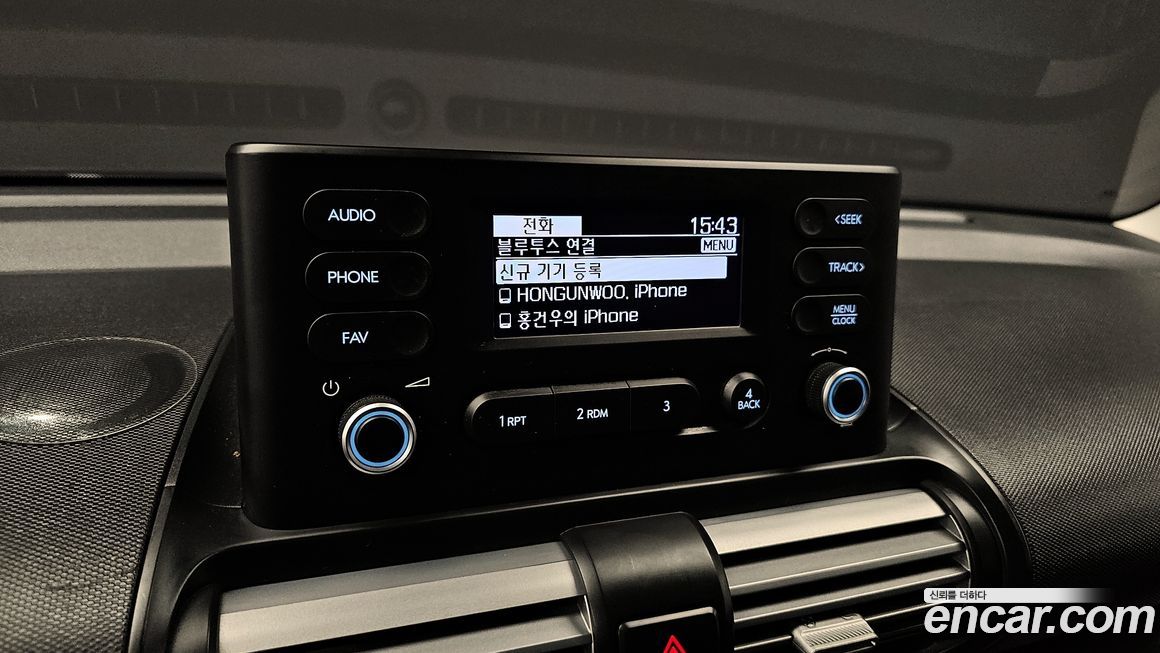 AUDIO
PHONE
FAV
전화 15:43
블루투스 연결 MENU
신규 기기 등록
HONGUNWOO, iPhone
홍건우의 iPhone
<SEEK
TRACK>
MENU
CLOCK
1 RPT
2 RDM
3
4
BACK
신뢰를 더하다
encar.com